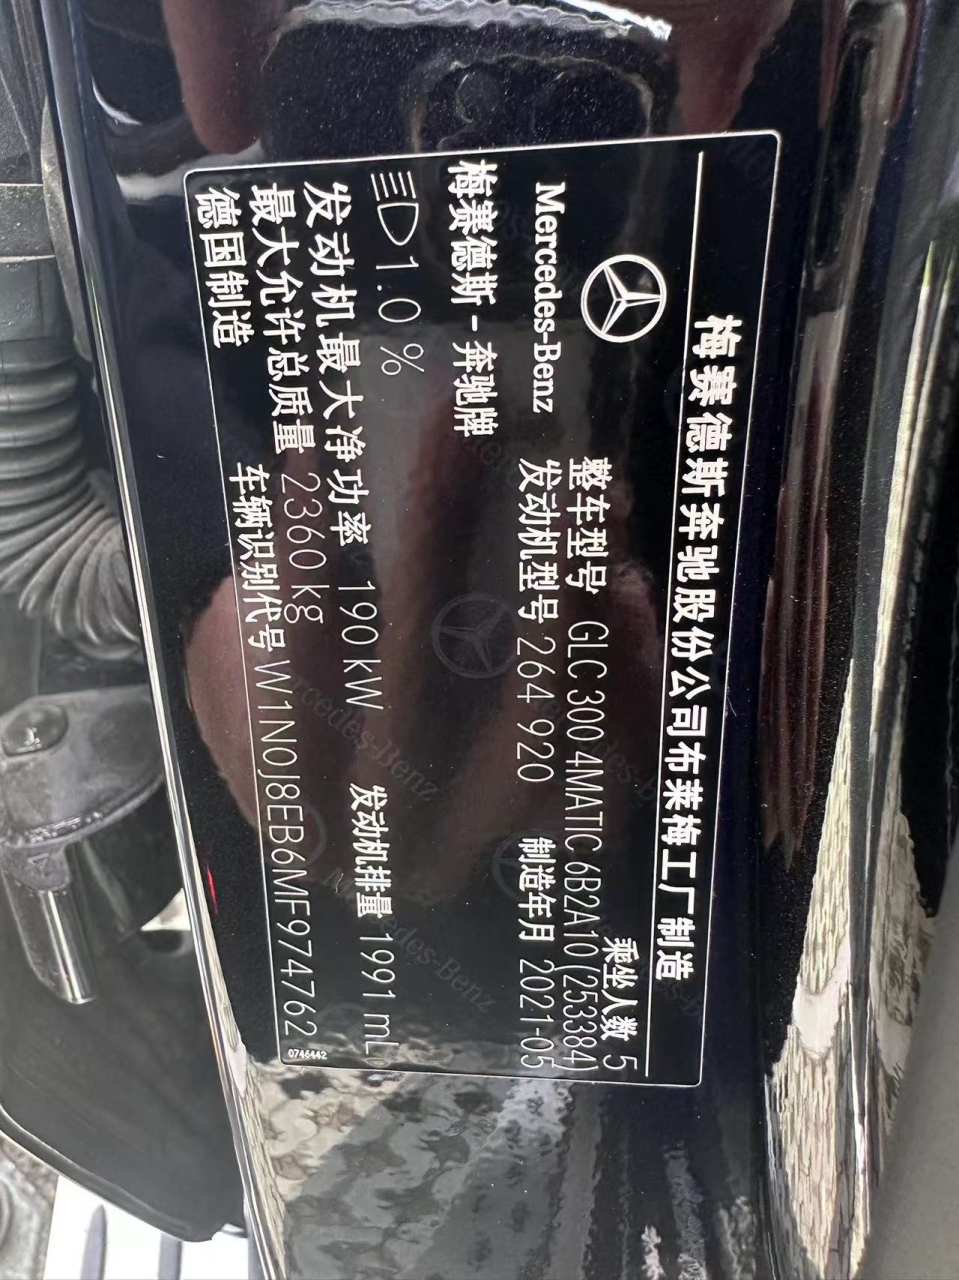 梅赛德斯奔驰股份公司布莱梅工厂制造
乘坐人数 5
整车型号 GLC 300 4MATIC 6B2A10(253384)
Mercedes-Benz 发动机型号 264 920 制造年月 2021-05
梅赛德斯-奔驰牌
1.0 % 发动机排量 1991 mL
发动机最大净功率 190 kW
最大允许总质量 2360 kg
德国制造 车辆识别代号 W1N0J8EB6MF974762
0746442